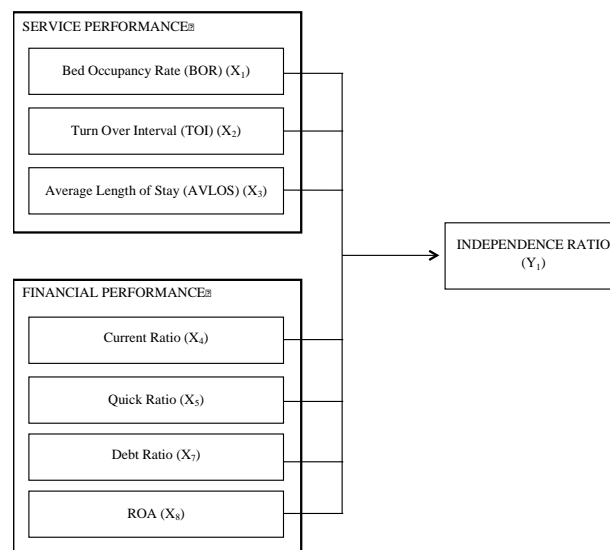 SERVICE PERFORMANCE
Bed Occupancy Rate (BOR) (X₁)
Turn Over Interval (TOI) (X₂)
Average Length of Stay (AVLOS) (X₃)
INDEPENDENCE RATIO
(Y₁)
FINANCIAL PERFORMANCE
Current Ratio (X₄)
Quick Ratio (X₅)
Debt Ratio (X₇)
ROA (X₈)